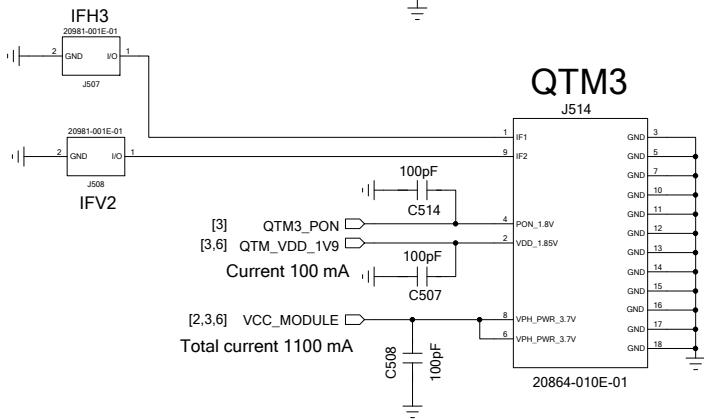 IFH3
20981-001E-01
2 GND I/O 1
J507
20981-001E-01
2 GND I/O 1
J508
IFV2
QTM3
J514
1 IF1 GND 3
9 IF2 GND 5
GND 7
GND 10
100pF
C514
GND 11
[3] QTM3_PON 4 PON_1.8V GND 12
[3,6] QTM_VDD_1V9 2 VDD_1.85V GND 13
Current 100 mA
100pF
C507
GND 14
GND 15
GND 16
[2,3,6] VCC_MODULE 8 VPH_PWR_3.7V GND 17
6 VPH_PWR_3.7V GND 18
Total current 1100 mA
C508
100pF
20864-010E-01